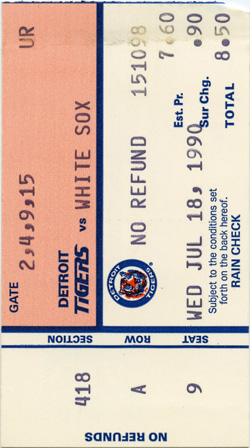 UR
GATE 2,4,9,15
DETROIT
TIGERS vs WHITE SOX
NO REFUND 151098
DETROIT TIGERS
Est. Pr. 7.60
Sur Chg. .90
TOTAL 8.50
WED JUL 18, 1990
Subject to the conditions set
forth on the back hereof.
RAIN CHECK
SECTION ROW SEAT
418 A 9
NO REFUNDS